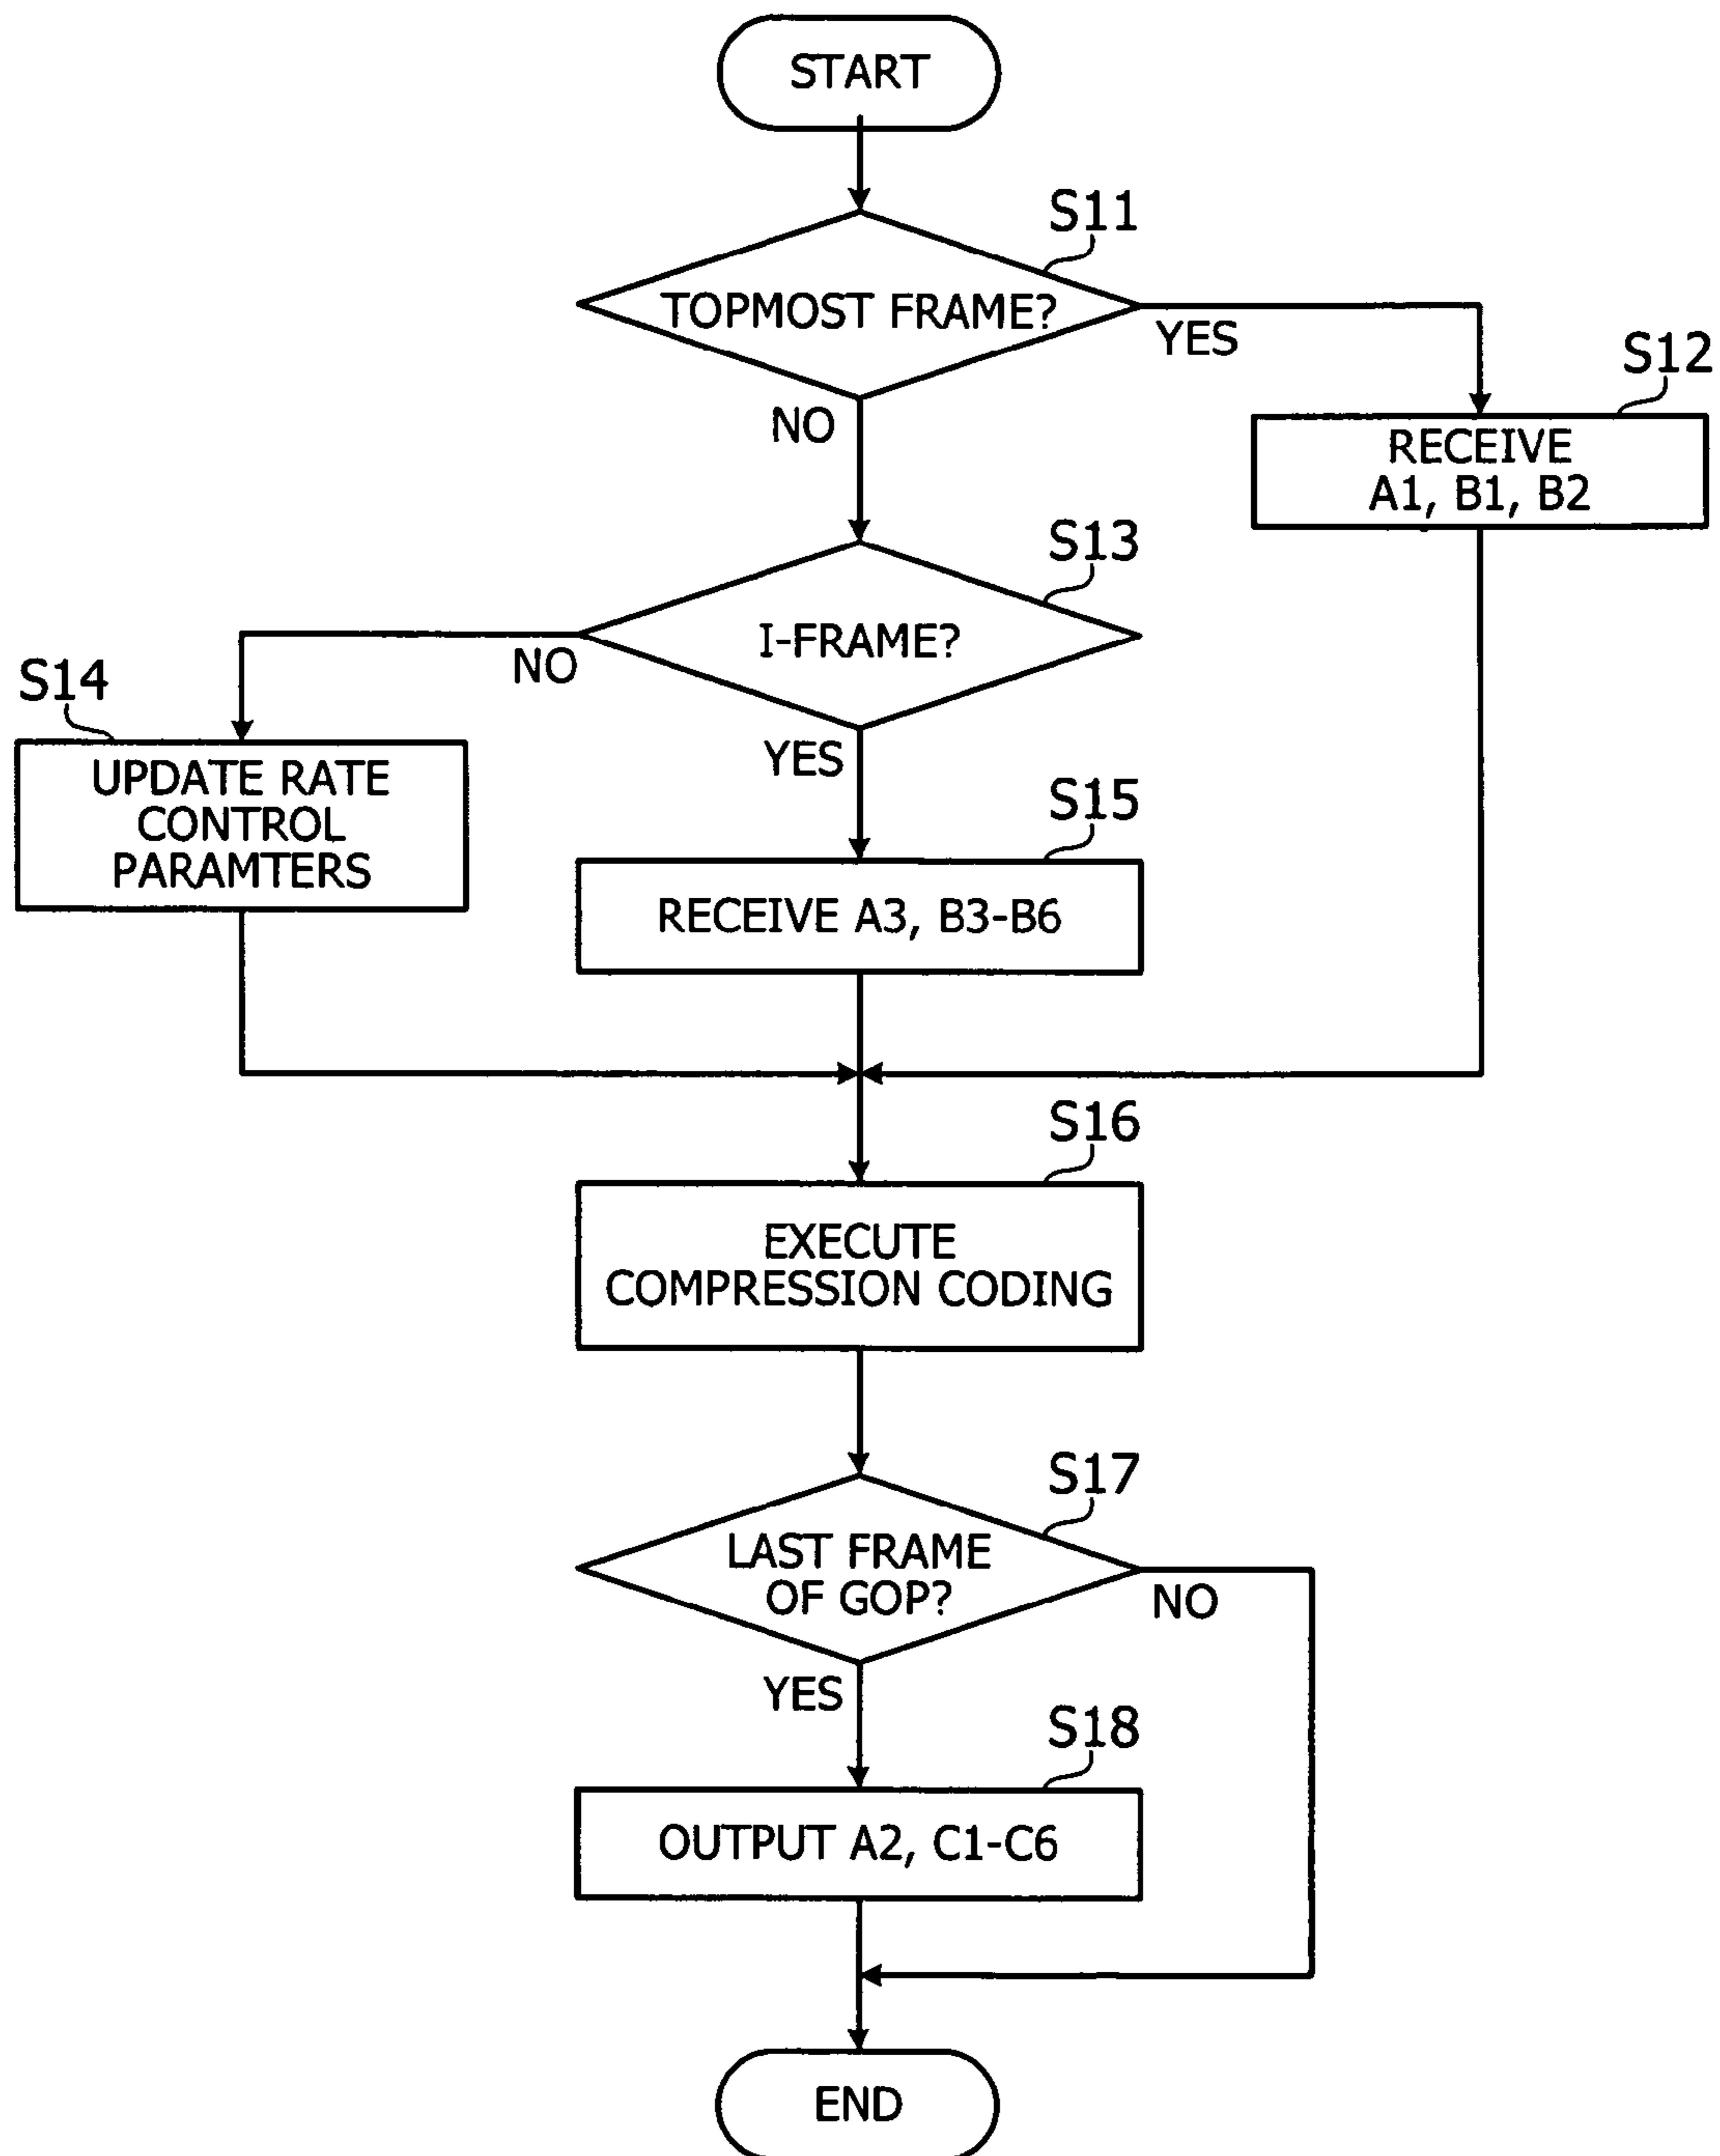 START
S11
TOPMOST FRAME?
YES
S12
NO
RECEIVE
A1, B1, B2
S13
I-FRAME?
NO
S14
YES
UPDATE RATE
CONTROL
PARAMTERS
S15
RECEIVE A3, B3-B6
S16
EXECUTE
COMPRESSION CODING
S17
LAST FRAME
OF GOP?
NO
YES
S18
OUTPUT A2, C1-C6
END